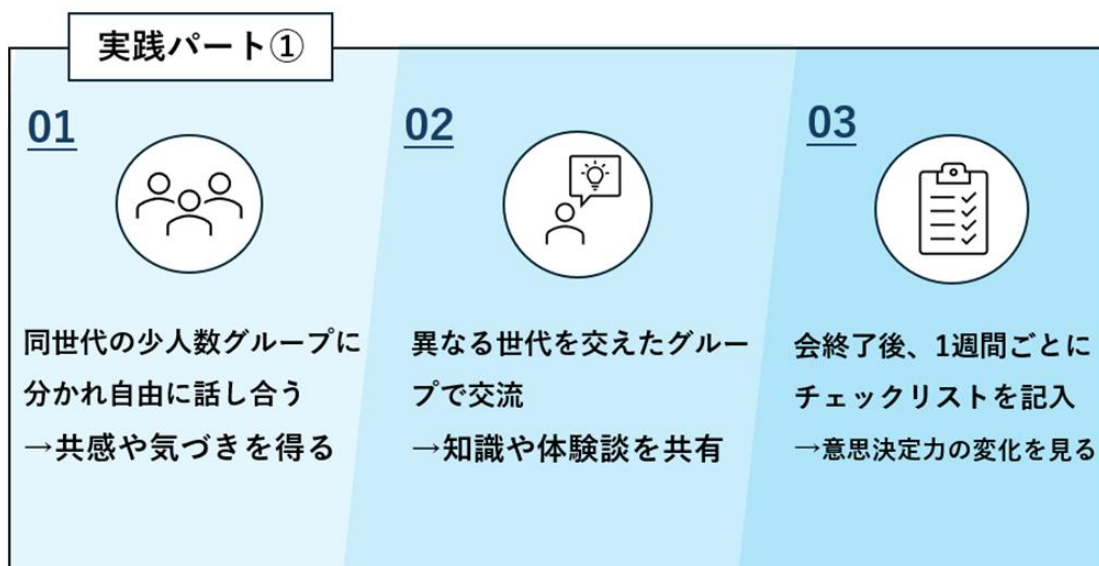 実践パート①
01
同世代の少人数グループに
分かれ自由に話し合う
→共感や気づきを得る
02
異なる世代を交えたグルー
プで交流
→知識や体験談を共有
03
会終了後、1週間ごとに
チェックリストを記入
→意思決定力の変化を見る